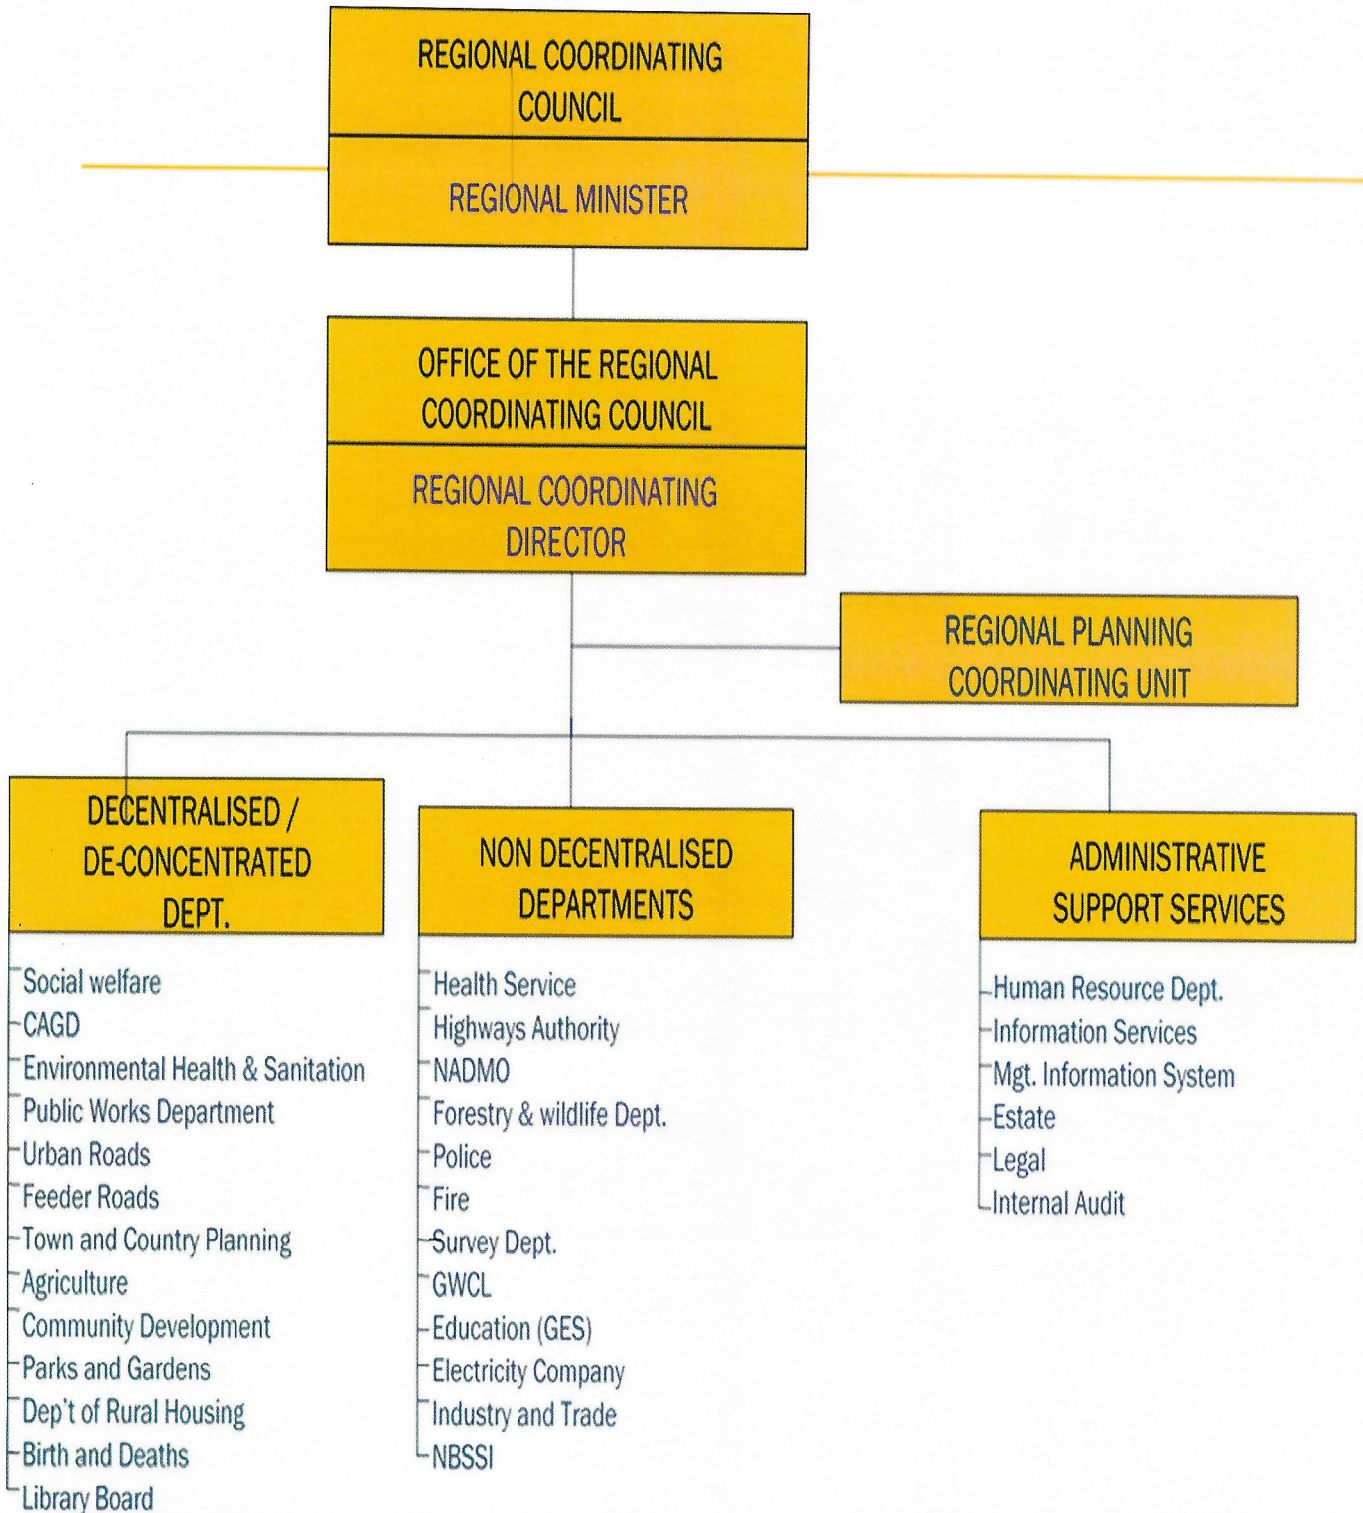 REGIONAL COORDINATING
COUNCIL
REGIONAL MINISTER
OFFICE OF THE REGIONAL
COORDINATING COUNCIL
REGIONAL COORDINATING
DIRECTOR
REGIONAL PLANNING
COORDINATING UNIT
DECENTRALISED /
DE-CONCENTRATED
DEPT.
Social welfare
CAGD
Environmental Health & Sanitation
Public Works Department
Urban Roads
Feeder Roads
Town and Country Planning
Agriculture
Community Development
Parks and Gardens
Dep't of Rural Housing
Birth and Deaths
Library Board
NON DECENTRALISED
DEPARTMENTS
Health Service
Highways Authority
NADMO
Forestry & wildlife Dept.
Police
Fire
Survey Dept.
GWCL
Education (GES)
Electricity Company
Industry and Trade
NBSSI
ADMINISTRATIVE
SUPPORT SERVICES
Human Resource Dept.
Information Services
Mgt. Information System
Estate
Legal
Internal Audit